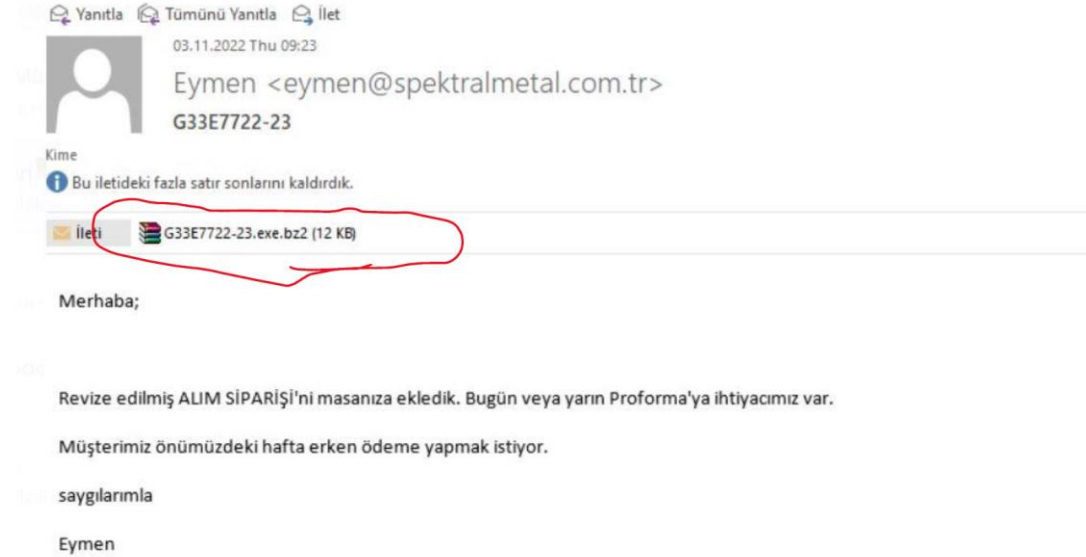 Yanıtla Tümünü Yanıtla İlet
03.11.2022 Thu 09:23
Eymen <eymen@spektralmetal.com.tr>
G33E7722-23
Kime
Bu iletideki fazla satır sonlarını kaldırdık.
İleti G33E7722-23.exe.bz2 (12 KB)
Merhaba;
Revize edilmiş ALIM SİPARİŞİ'ni masanıza ekledik. Bugün veya yarın Proforma'ya ihtiyacımız var.
Müşterimiz önümüzdeki hafta erken ödeme yapmak istiyor.
saygılarımla
Eymen